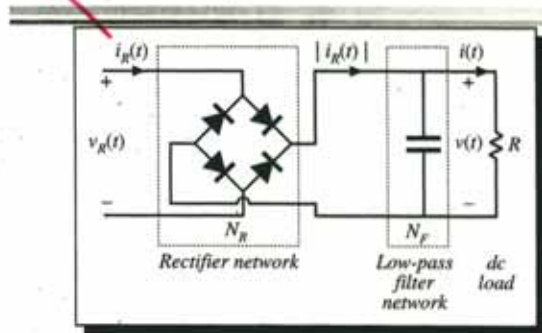 i_R(t) | i_R(t) | i(t)
+ +
v_R(t) v(t) R
– –
N_R N_F
Rectifier network Low-pass filter network dc load